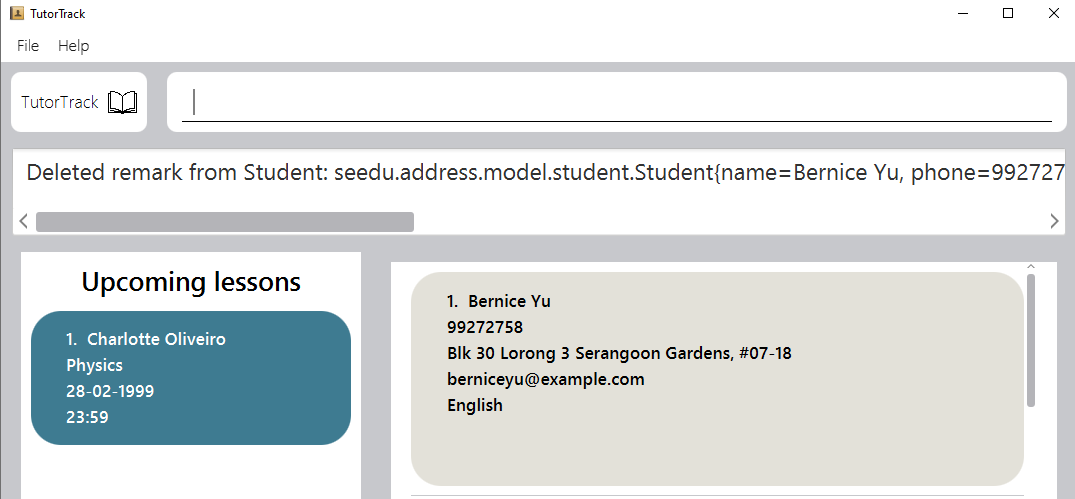 TutorTrack
File Help
TutorTrack
Deleted remark from Student: seedu.address.model.student.Student{name=Bernice Yu, phone=992727
Upcoming lessons
1. Charlotte Oliveiro
Physics
28-02-1999
23:59
1. Bernice Yu
99272758
Blk 30 Lorong 3 Serangoon Gardens, #07-18
berniceyu@example.com
English